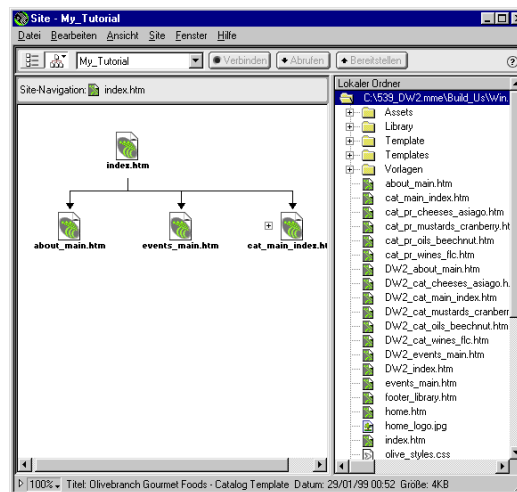 Site - My_Tutorial
Datei Bearbeiten Ansicht Site Fenster Hilfe
My_Tutorial Verbinden Abrufen Bereitstellen ?
Site-Navigation: index.htm
index.htm
about_main.htm events_main.htm cat_main_index.ht
Lokaler Ordner
C:\539_DW2.mme\Build_Us\Win.
Assets
Library
Template
Templates
Vorlagen
about_main.htm
cat_main_index.htm
cat_pr_cheeses_asiago.htm
cat_pr_mustards_cranberry.ht
cat_pr_oils_beechnut.htm
cat_pr_wines_flc.htm
DW2_about_main.htm
DW2_cat_cheeses_asiago.h
DW2_cat_main_index.htm
DW2_cat_mustards_cranberr
DW2_cat_oils_beechnut.htm
DW2_cat_wines_flc.htm
DW2_events_main.htm
DW2_index.htm
events_main.htm
footer_library.htm
home.htm
home_logo.jpg
index.htm
olive_styles.css
100% Titel: Olivebranch Gourmet Foods - Catalog Template Datum: 29/01/99 00:52 Größe: 4KB